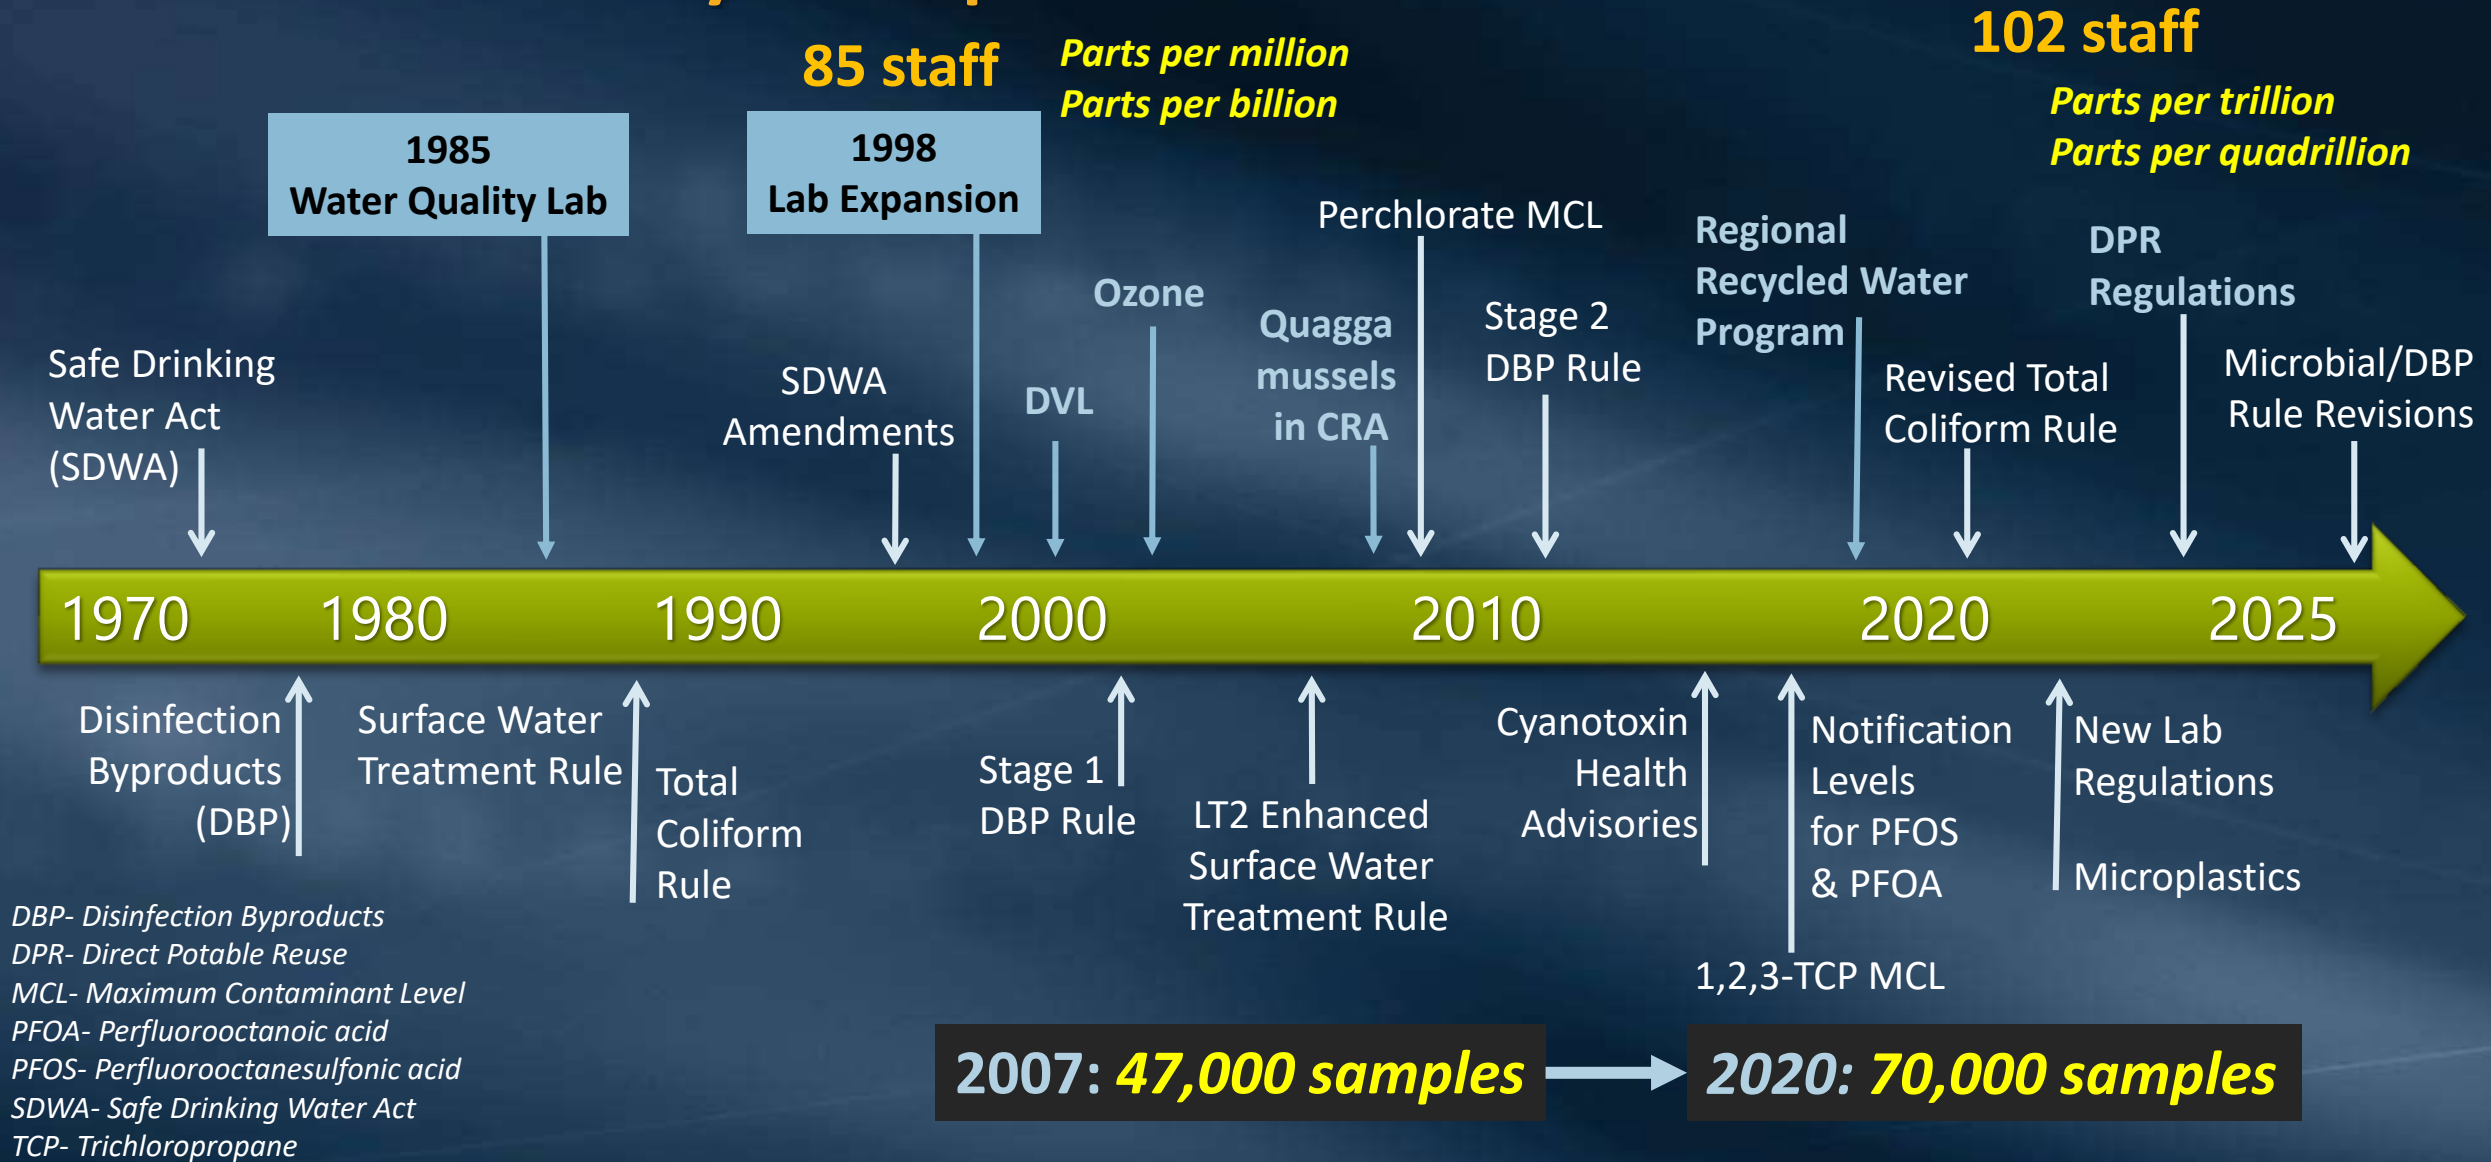 85 staff
Parts per million
Parts per billion
102 staff
Parts per trillion
Parts per quadrillion
1985
Water Quality Lab
1998
Lab Expansion
Safe Drinking
Water Act
(SDWA)
SDWA
Amendments
DVL
Ozone
Quagga
mussels
in CRA
Perchlorate MCL
Stage 2
DBP Rule
Regional
Recycled Water
Program
Revised Total
Coliform Rule
DPR
Regulations
Microbial/DBP
Rule Revisions
1970
1980
1990
2000
2010
2020
2025
Disinfection
Byproducts
(DBP)
Surface Water
Treatment Rule
Total
Coliform
Rule
Stage 1
DBP Rule
LT2 Enhanced
Surface Water
Treatment Rule
Cyanotoxin
Health
Advisories
1,2,3-TCP MCL
Notification
Levels
for PFOS
& PFOA
New Lab
Regulations
Microplastics
DBP- Disinfection Byproducts
DPR- Direct Potable Reuse
MCL- Maximum Contaminant Level
PFOA- Perfluorooctanoic acid
PFOS- Perfluorooctanesulfonic acid
SDWA- Safe Drinking Water Act
TCP- Trichloropropane
2007: 47,000 samples
2020: 70,000 samples